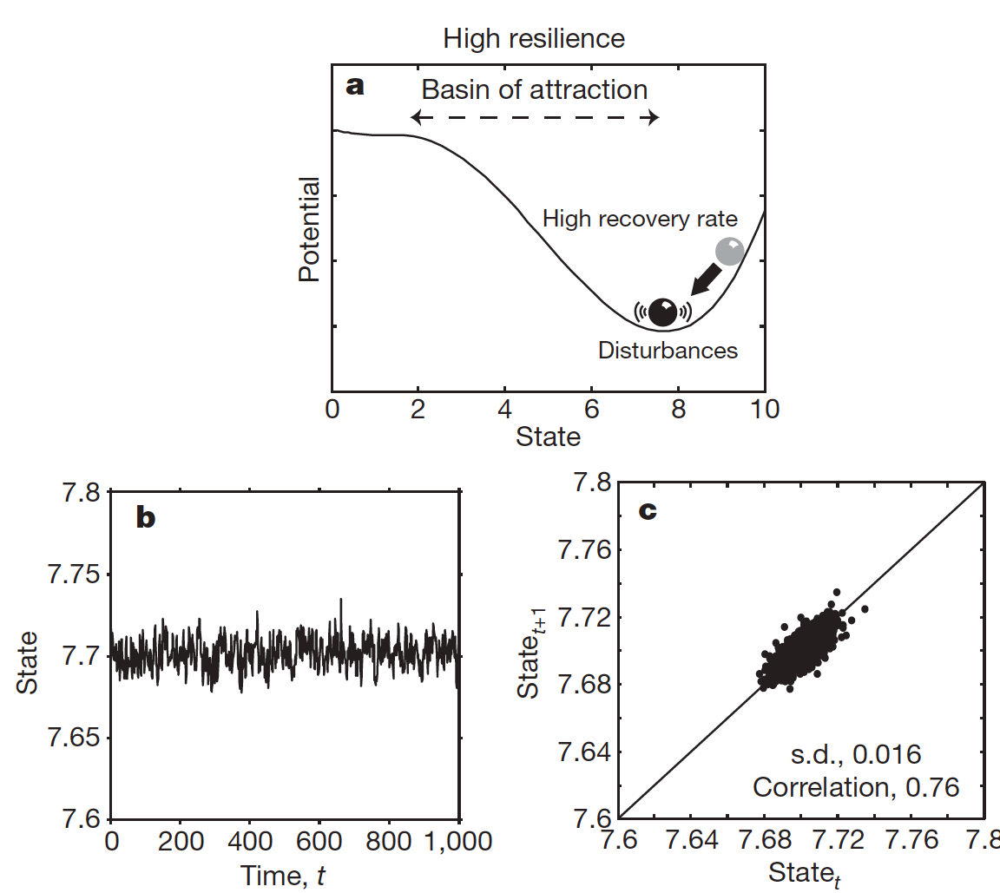 High resilience
a
Basin of attraction
High recovery rate
Disturbances
Potential
0 2 4 6 8 10
State
b
7.8
7.75
7.7
7.65
7.6
State
0 200 400 600 800 1,000
Time, t
c
7.8
7.76
7.72
7.68
7.64
7.6
State t+1
s.d., 0.016
Correlation, 0.76
7.6 7.64 7.68 7.72 7.76 7.8
State t